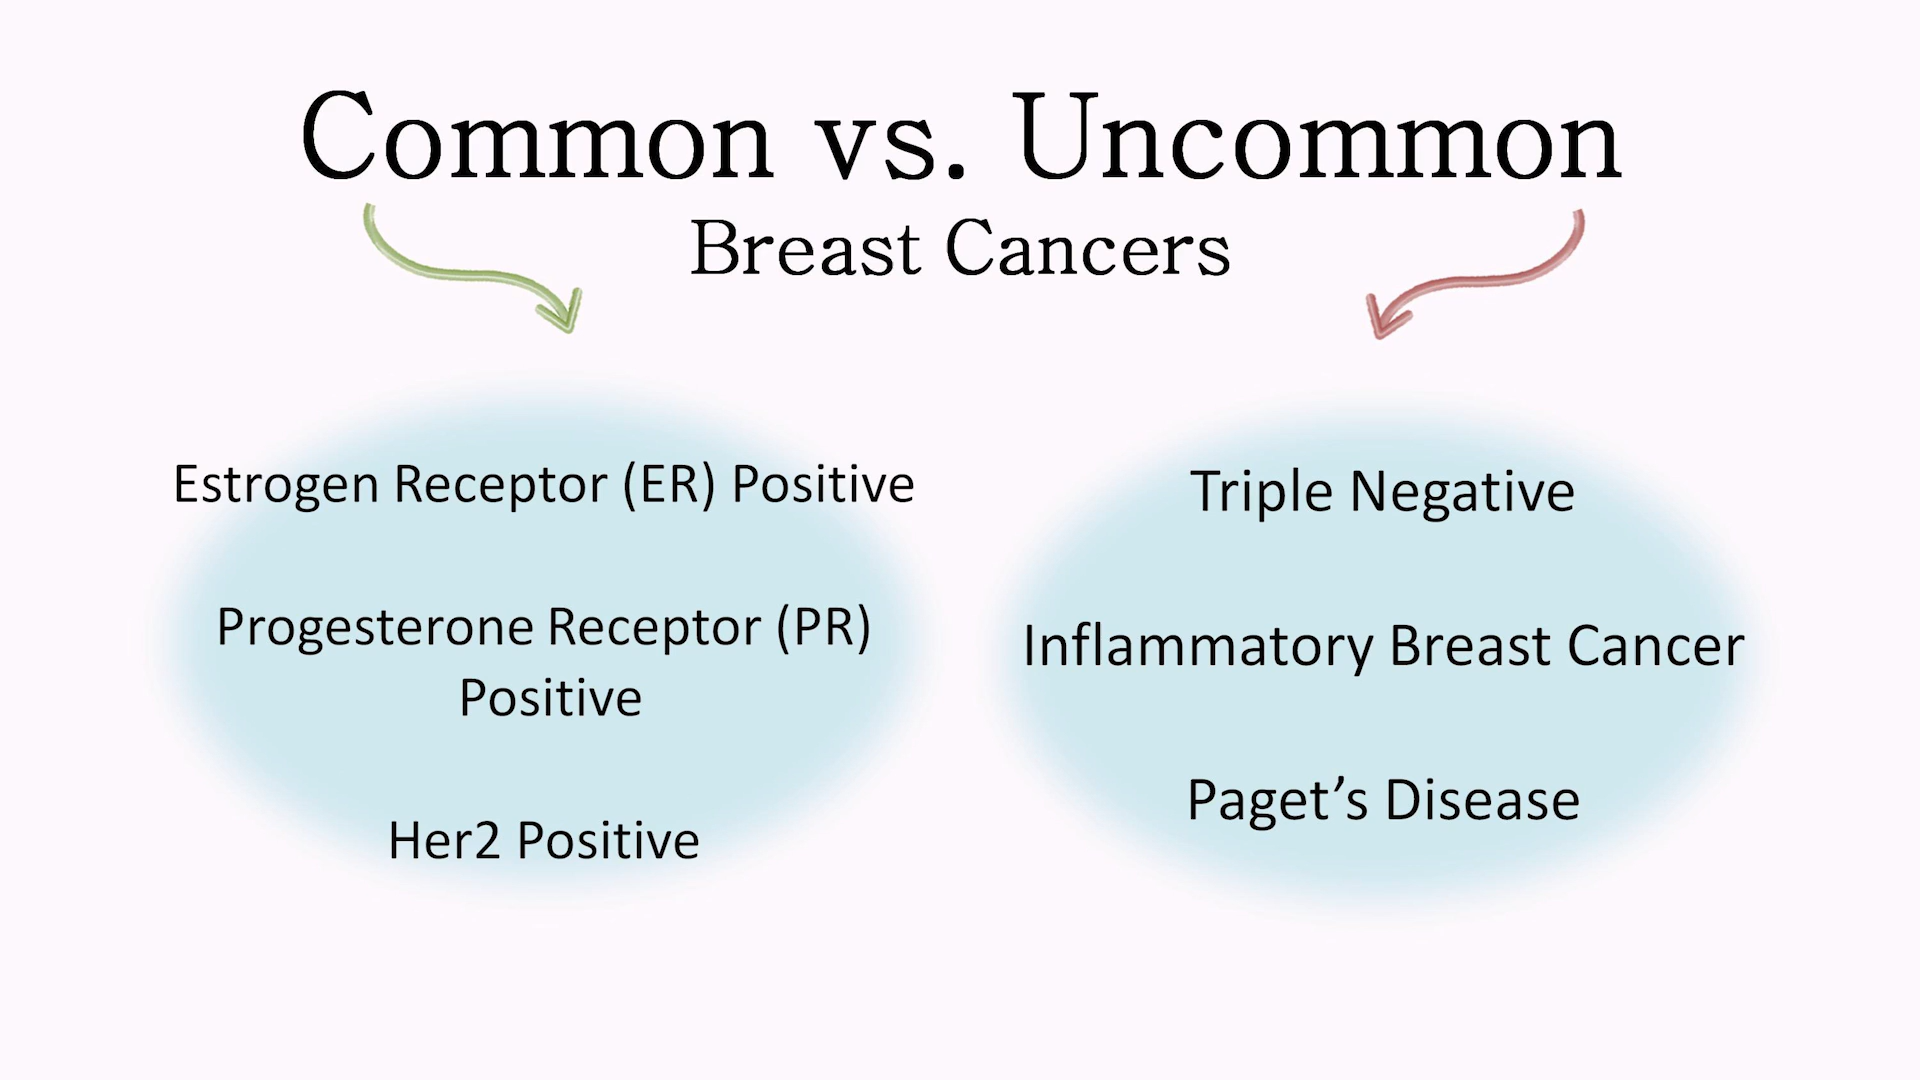 Common vs. Uncommon
Breast Cancers
Estrogen Receptor (ER) Positive
Progesterone Receptor (PR)
Positive
Her2 Positive
Triple Negative
Inflammatory Breast Cancer
Paget’s Disease